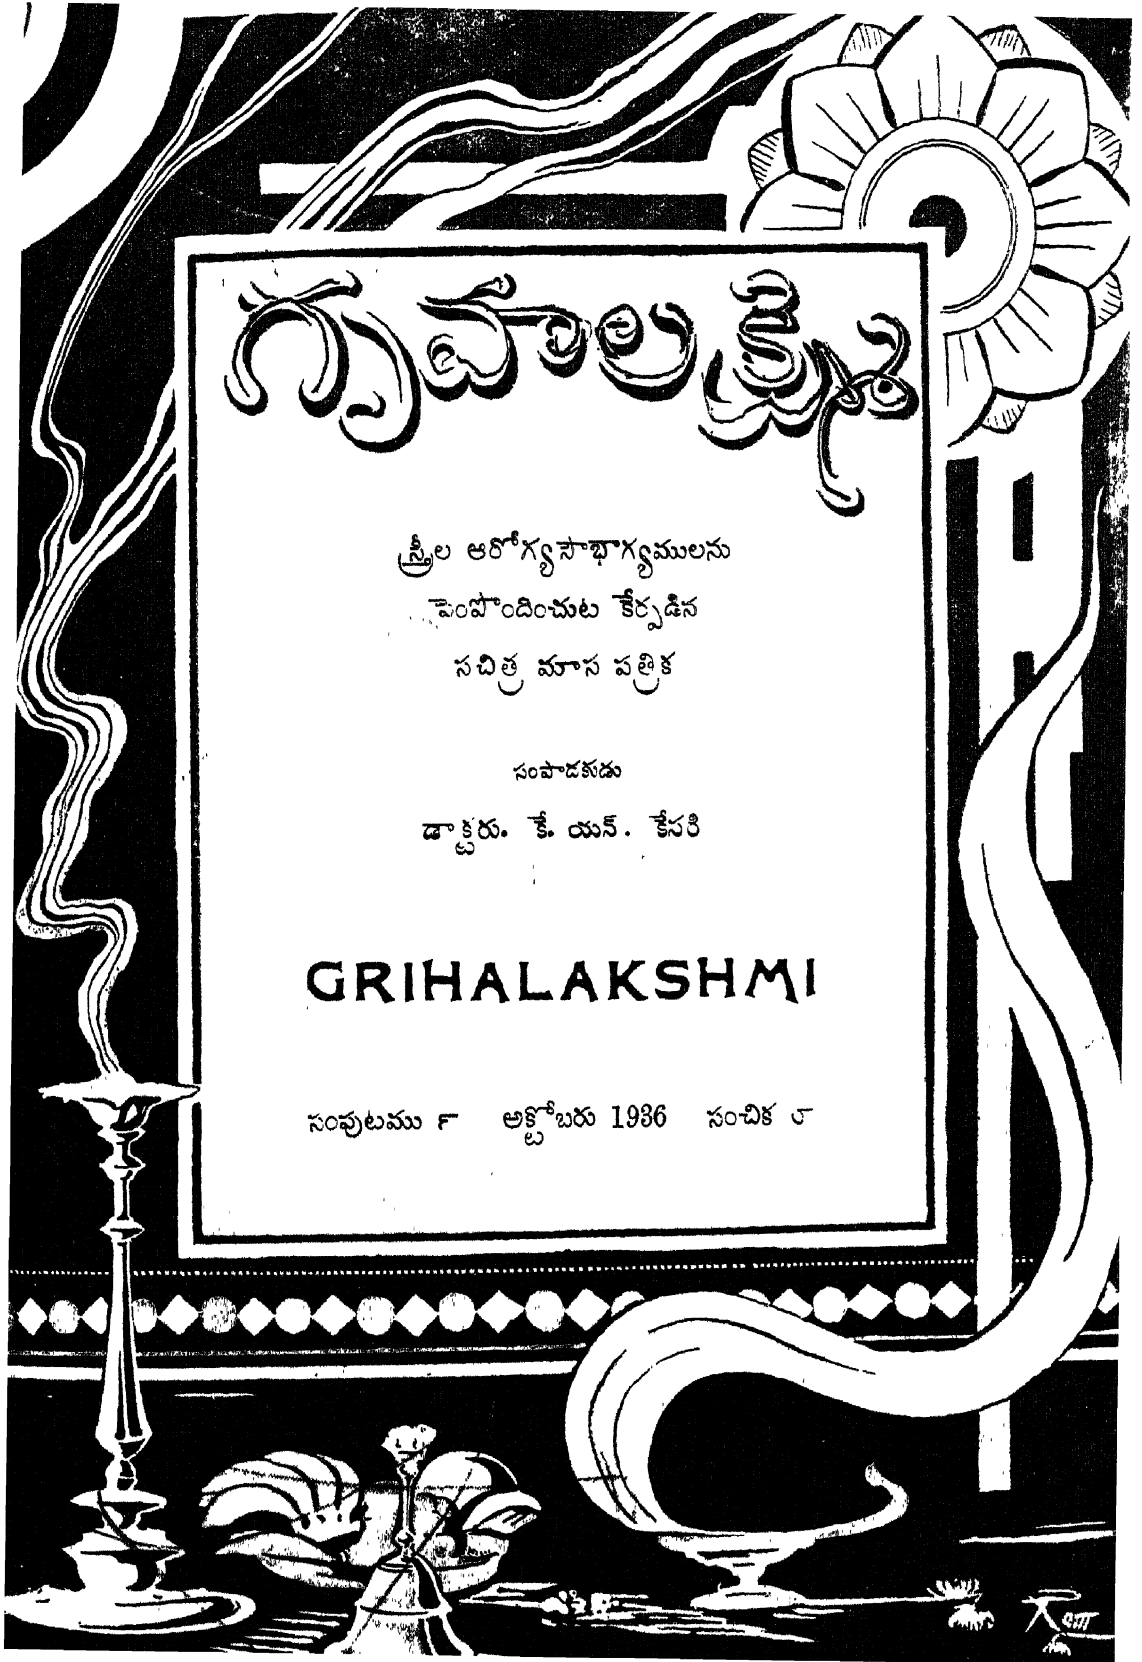 గృహలక్ష్మి
స్త్రీల ఆరోగ్యసౌభాగ్యములను
పెంపొందించుట కేర్పడిన
సచిత్ర మాస పత్రిక
సంపాదకుడు
డాక్టరు. కే. యన్. కేసరి
GRIHALAKSHMI
సంపుటము ౯ అక్టోబరు 1936 సంచిక ౮